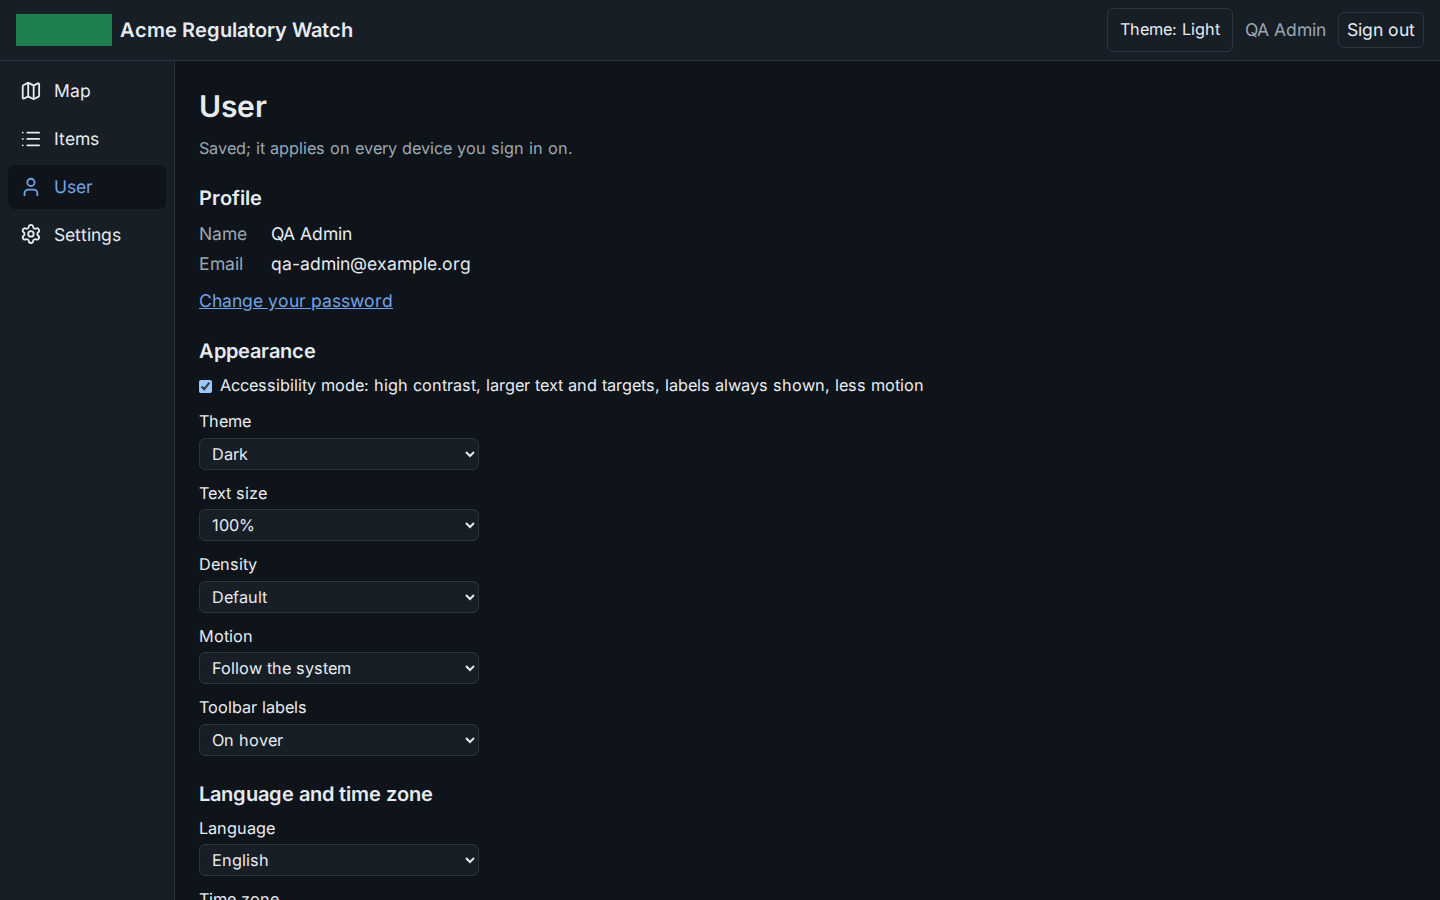 Acme Regulatory Watch
Theme: Light
QA Admin
Sign out
Map
Items
User
Settings
User
Saved; it applies on every device you sign in on.
Profile
Name QA Admin
Email qa-admin@example.org
Change your password
Appearance
Accessibility mode: high contrast, larger text and targets, labels always shown, less motion
Theme
Dark
Text size
100%
Density
Default
Motion
Follow the system
Toolbar labels
On hover
Language and time zone
Language
English
Time zone